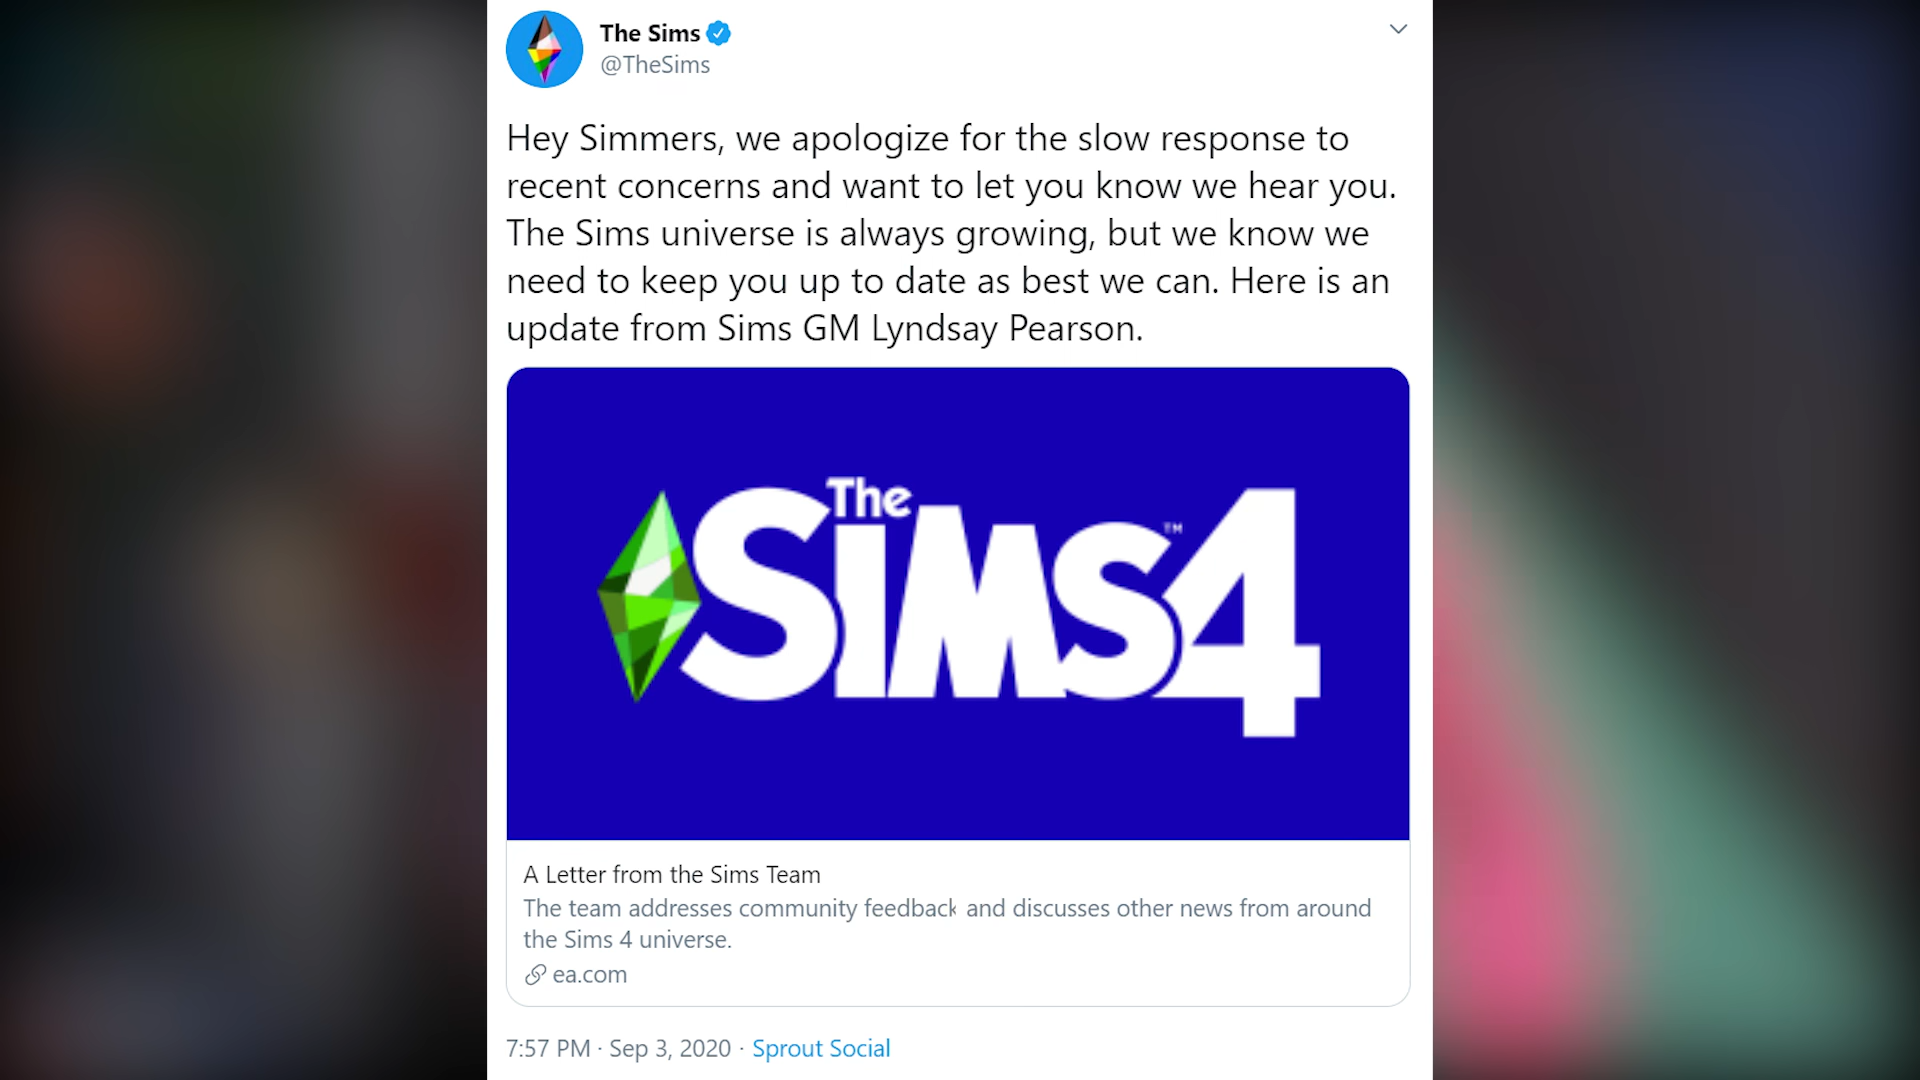 The Sims
@TheSims
Hey Simmers, we apologize for the slow response to
recent concerns and want to let you know we hear you.
The Sims universe is always growing, but we know we
need to keep you up to date as best we can. Here is an
update from Sims GM Lyndsay Pearson.
The
SiMS4
™
A Letter from the Sims Team
The team addresses community feedback and discusses other news from around
the Sims 4 universe.
ea.com
7:57 PM · Sep 3, 2020 · Sprout Social